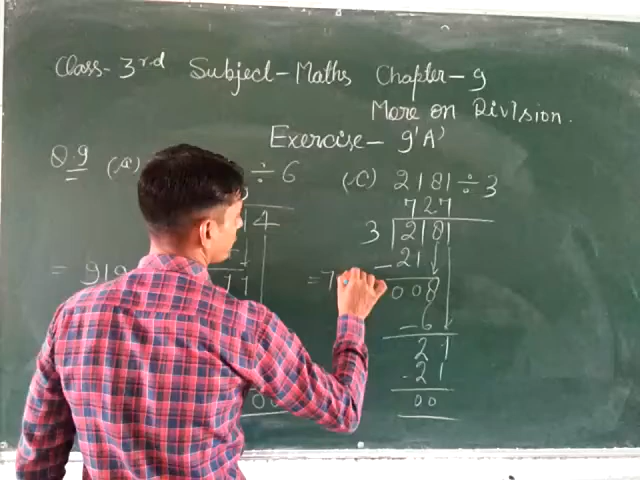 Class-3rd Subject-Maths Chapter-9
More on Division.
Exercise-9'A'
Q.9 (A) ÷6
14
= 919
11
00
(C) 2181÷3
727
3 2181
-21
=7 008
-6
21
-21
00